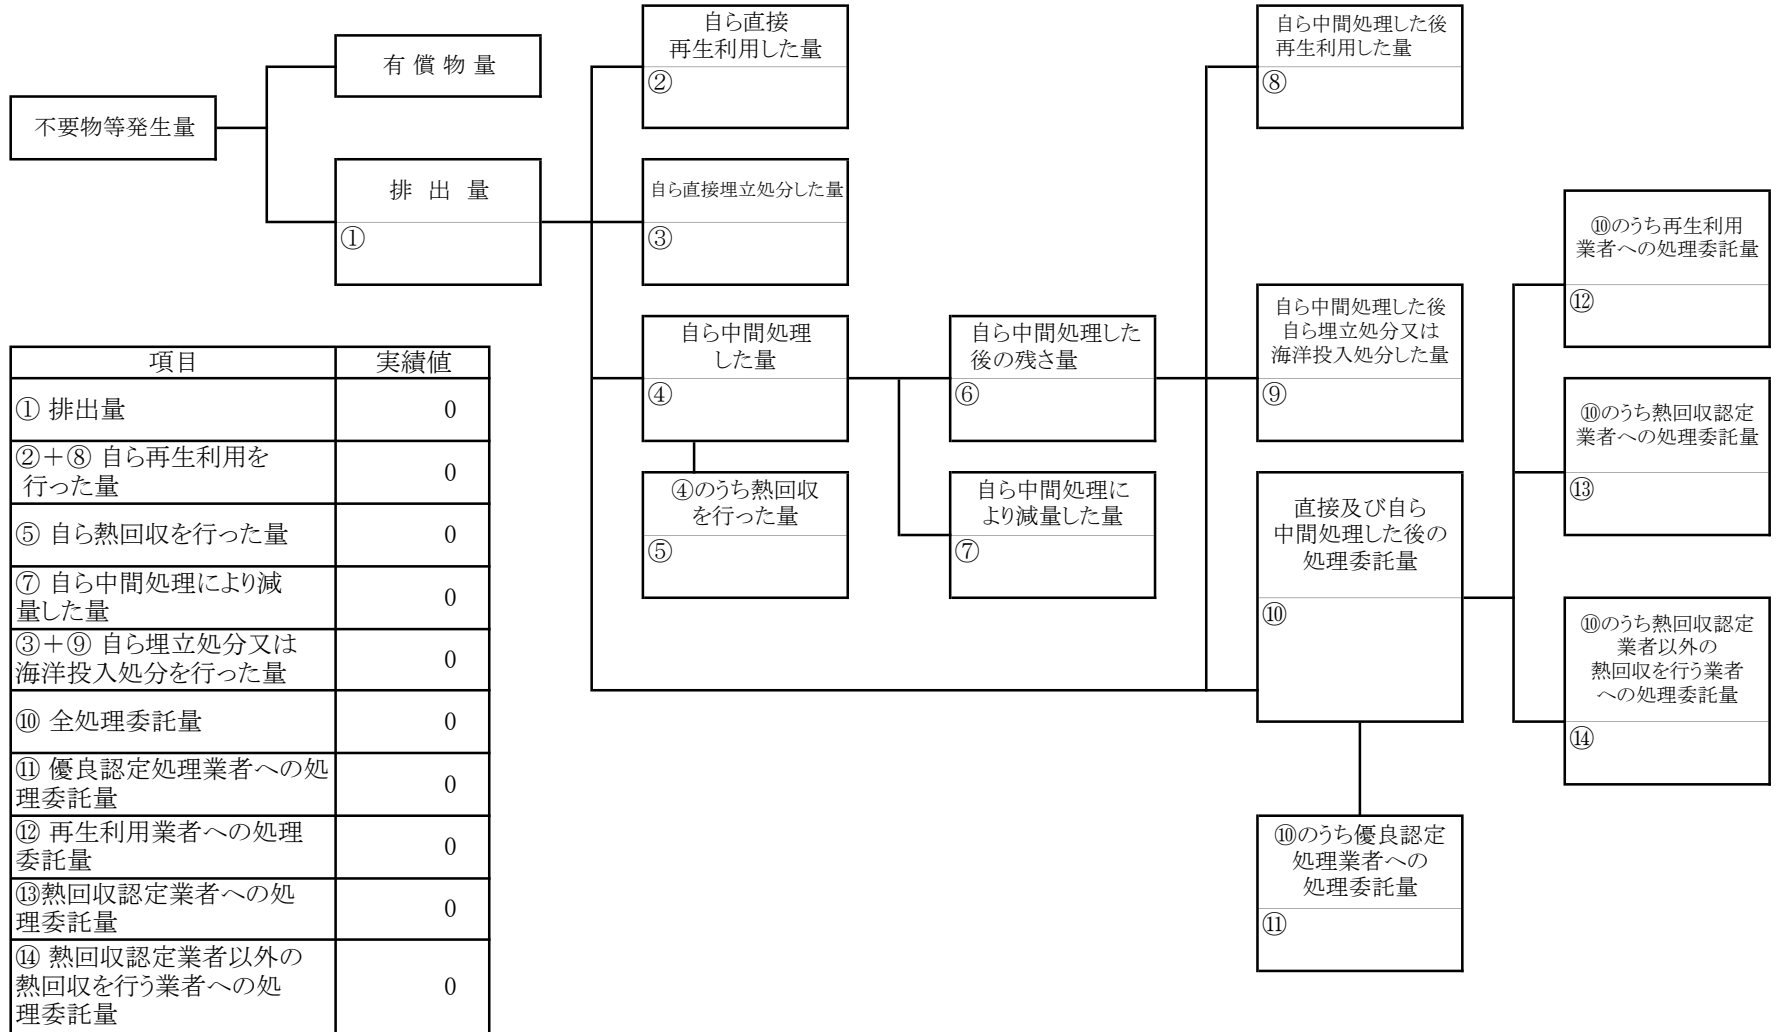 不要物等発生量
有 償 物 量
排 出 量
①
自ら直接
再生利用した量
②
自ら直接埋立処分した量
③
自ら中間処理
した量
④
④のうち熱回収
を行った量
⑤
自ら中間処理した
後の残さ量
⑥
自ら中間処理に
より減量した量
⑦
自ら中間処理した後
再生利用した量
⑧
自ら中間処理した後
自ら埋立処分又は
海洋投入処分した量
⑨
直接及び自ら
中間処理した後の
処理委託量
⑩
⑩のうち優良認定
処理業者への
処理委託量
⑪
⑩のうち再生利用
業者への処理委託量
⑫
⑩のうち熱回収認定
業者への処理委託量
⑬
⑩のうち熱回収認定
業者以外の
熱回収を行う業者
への処理委託量
⑭
項目 実績値
① 排出量 0
②＋⑧ 自ら再生利用を
行った量 0
⑤ 自ら熱回収を行った量 0
⑦ 自ら中間処理により減
量した量 0
③＋⑨ 自ら埋立処分又は
海洋投入処分を行った量 0
⑩ 全処理委託量 0
⑪ 優良認定処理業者への処
理委託量 0
⑫ 再生利用業者への処理
委託量 0
⑬熱回収認定業者への処
理委託量 0
⑭ 熱回収認定業者以外の
熱回収を行う業者への処
理委託量 0